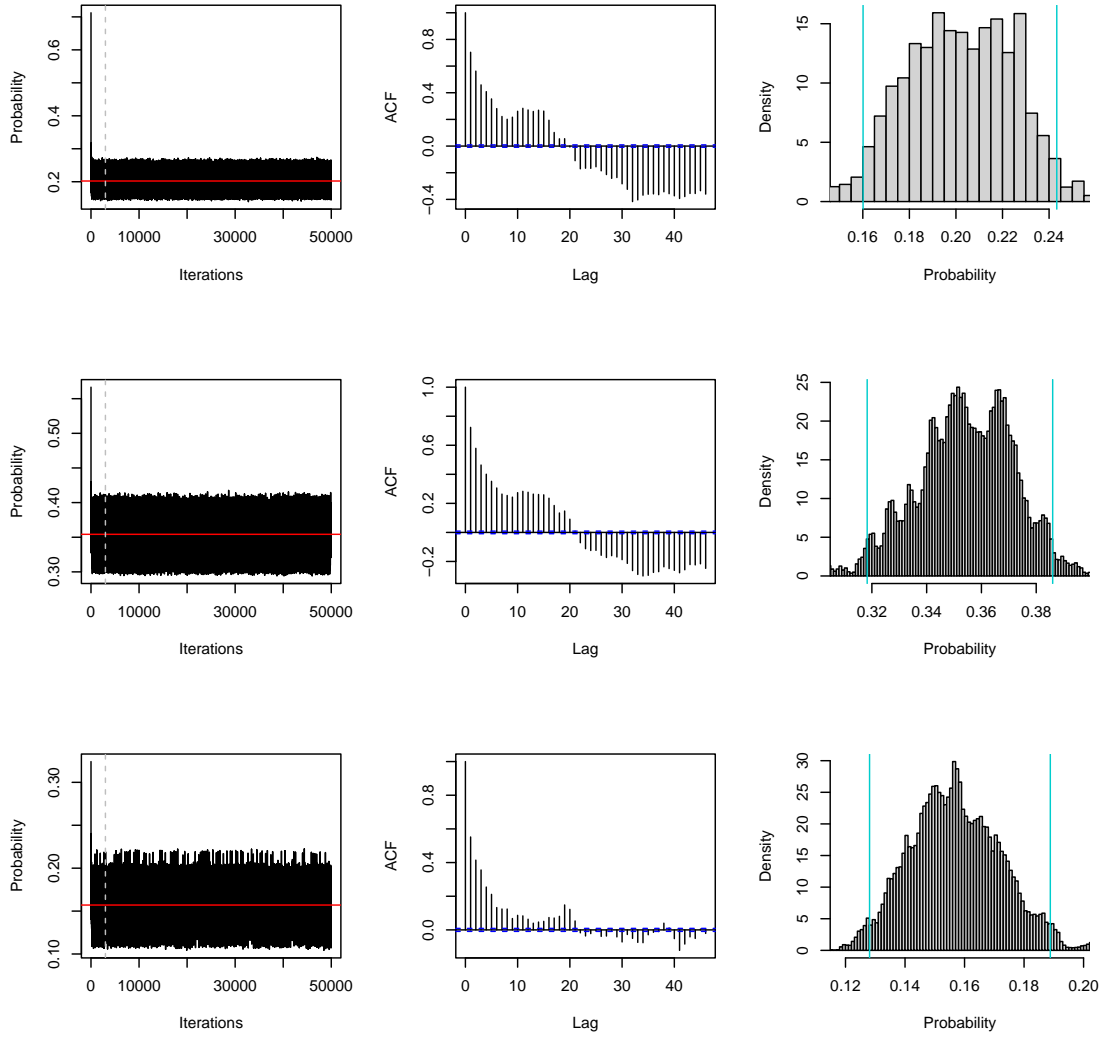 Probability
0.2 0.4 0.6
0 10000 30000 50000
Iterations
ACF
−0.4 0.0 0.4 0.8
0 10 20 30 40
Lag
Density
0 5 10 15
0.16 0.18 0.20 0.22 0.24
Probability
Probability
0.30 0.40 0.50
0 10000 30000 50000
Iterations
ACF
−0.2 0.2 0.6 1.0
0 10 20 30 40
Lag
Density
0 5 10 15 20 25
0.32 0.34 0.36 0.38
Probability
Probability
0.10 0.20 0.30
0 10000 30000 50000
Iterations
ACF
0.0 0.4 0.8
0 10 20 30 40
Lag
Density
0 5 10 15 20 25 30
0.12 0.14 0.16 0.18 0.20
Probability